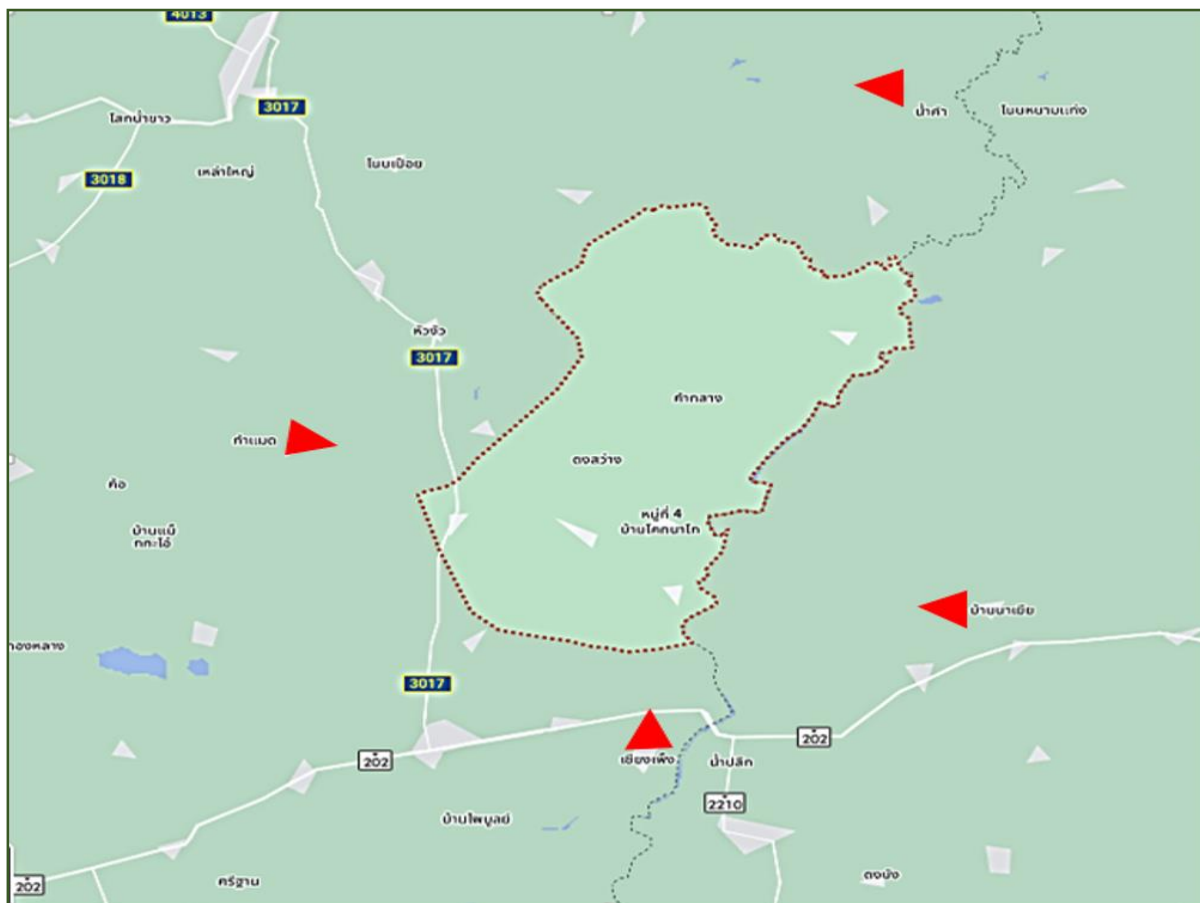 4013
3017
น้ำคำ
โนนหนามแท่ง
โสกน้ำขาว
โนนเปือย
เหล่าใหญ่
3018
หัวงัว
3017
คำกลาง
กำแมด
ดงสว่าง
ค้อ
หมู่ที่ 4
บ้านโคกนาโก
บ้านแม็
กกะไอ้
บ้านนาเยีย
กองหลาง
3017
202
202
เซียงเพ็ง
น้ำปลีก
2210
บ้านไพบูลย์
ศรีฐาน
ดงบัง
202